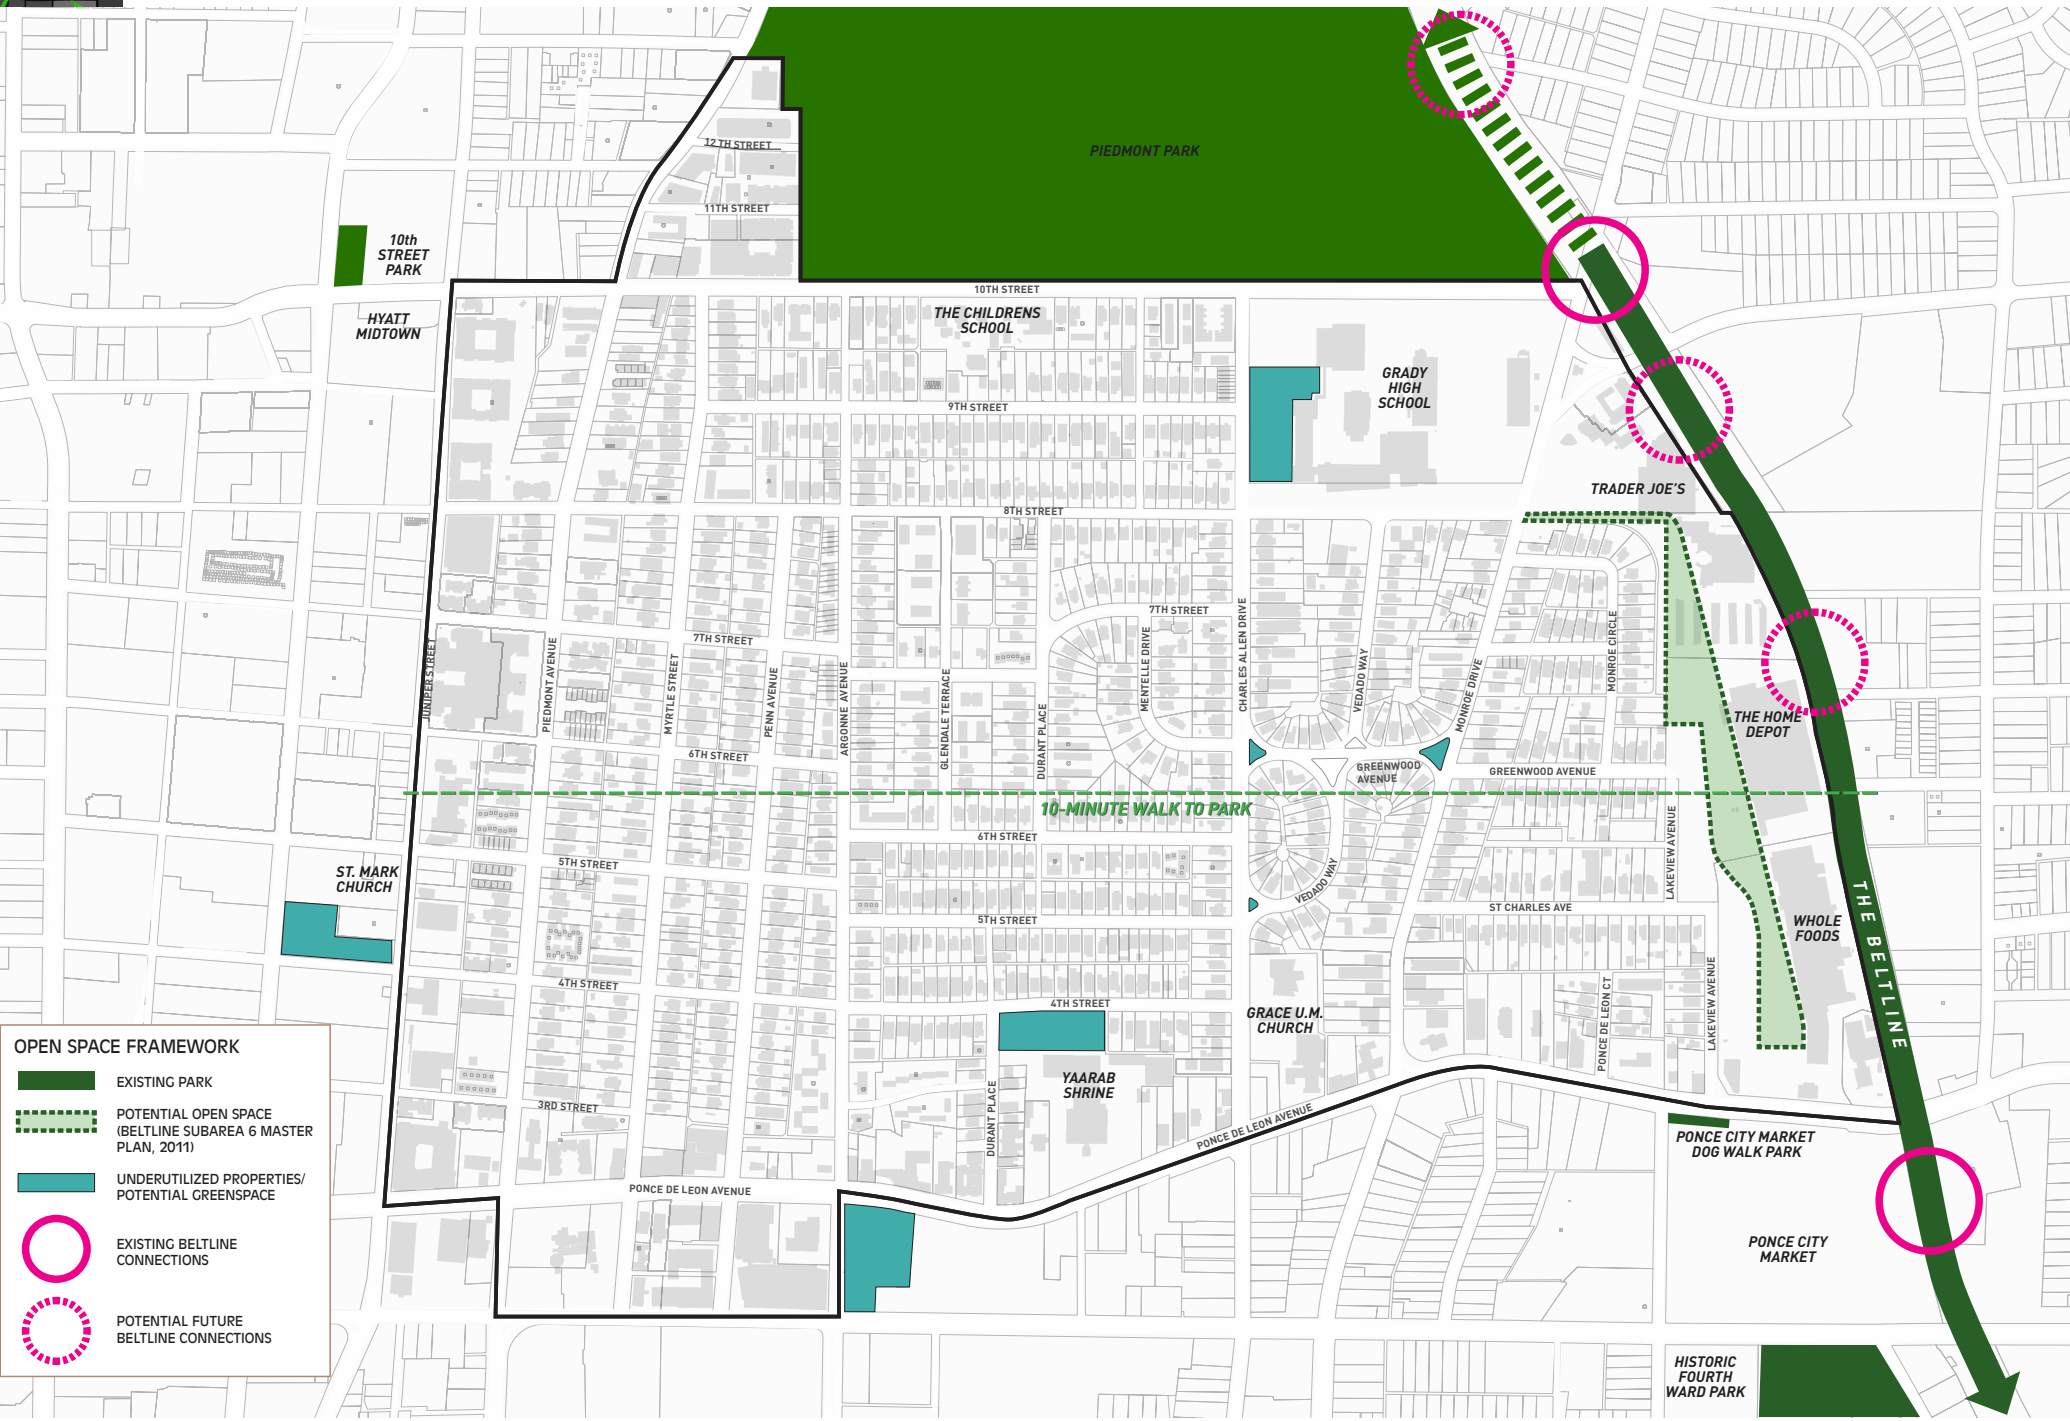 PIEDMONT PARK
12TH STREET
11TH STREET
10th
STREET
PARK
10TH STREET
HYATT
MIDTOWN
THE CHILDRENS
SCHOOL
GRADY
HIGH
SCHOOL
9TH STREET
TRADER JOE'S
8TH STREET
7TH STREET
7TH STREET
JUNIPER STREET
PIEDMONT AVENUE
MYRTLE STREET
PENN AVENUE
ARGONNE AVENUE
GLENDALE TERRACE
DURANT PLACE
MENTELLE DRIVE
CHARLES ALLEN DRIVE
VEDADO WAY
MONROE DRIVE
MONROE CIRCLE
THE HOME
DEPOT
6TH STREET
GREENWOOD
AVENUE
GREENWOOD AVENUE
10-MINUTE WALK TO PARK
6TH STREET
LAKEVIEW AVENUE
5TH STREET
ST. MARK
CHURCH
VEDADO WAY
ST CHARLES AVE
5TH STREET
WHOLE
FOODS
THE BELTLINE
4TH STREET
4TH STREET
GRACE U.M.
CHURCH
PONCE DE LEON CT
LAKEVIEW AVENUE
YAARAB
SHRINE
3RD STREET
DURANT PLACE
PONCE DE LEON AVENUE
PONCE CITY MARKET
DOG WALK PARK
PONCE DE LEON AVENUE
PONCE CITY
MARKET
HISTORIC
FOURTH
WARD PARK
OPEN SPACE FRAMEWORK
EXISTING PARK
POTENTIAL OPEN SPACE
(BELTLINE SUBAREA 6 MASTER
PLAN, 2011)
UNDERUTILIZED PROPERTIES/
POTENTIAL GREENSPACE
EXISTING BELTLINE
CONNECTIONS
POTENTIAL FUTURE
BELTLINE CONNECTIONS